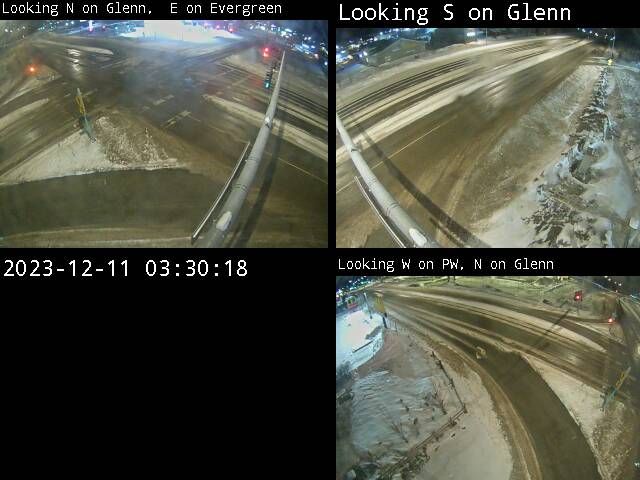 Looking N on Glenn,  E on Evergreen
Looking S on Glenn
2023-12-11 03:30:18
Looking W on PW, N on Glenn